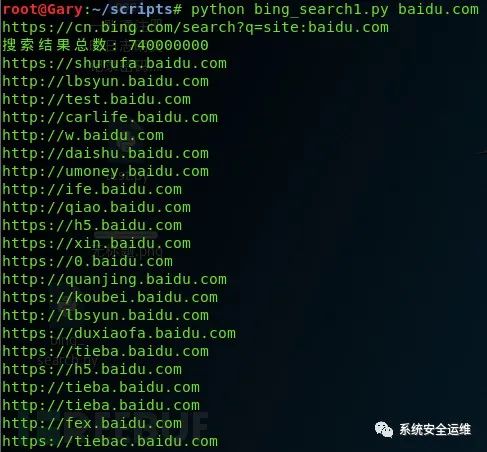 root@Gary:~/scripts# python bing_search1.py baidu.com
https://cn.bing.com/search?q=site:baidu.com
搜索结果总数: 740000000
https://shurufa.baidu.com
http://lbsyun.baidu.com
http://test.baidu.com
http://carlife.baidu.com
http://w.baidu.com
http://daishu.baidu.com
http://umoney.baidu.com
http://ife.baidu.com
http://qiao.baidu.com
https://h5.baidu.com
https://xin.baidu.com
https://0.baidu.com
http://quanjing.baidu.com
https://koubei.baidu.com
http://lbsyun.baidu.com
https://duxiaofa.baidu.com
https://tieba.baidu.com
https://h5.baidu.com
http://tieba.baidu.com
http://tieba.baidu.com
http://fex.baidu.com
https://tiebac.baidu.com
系统安全运维